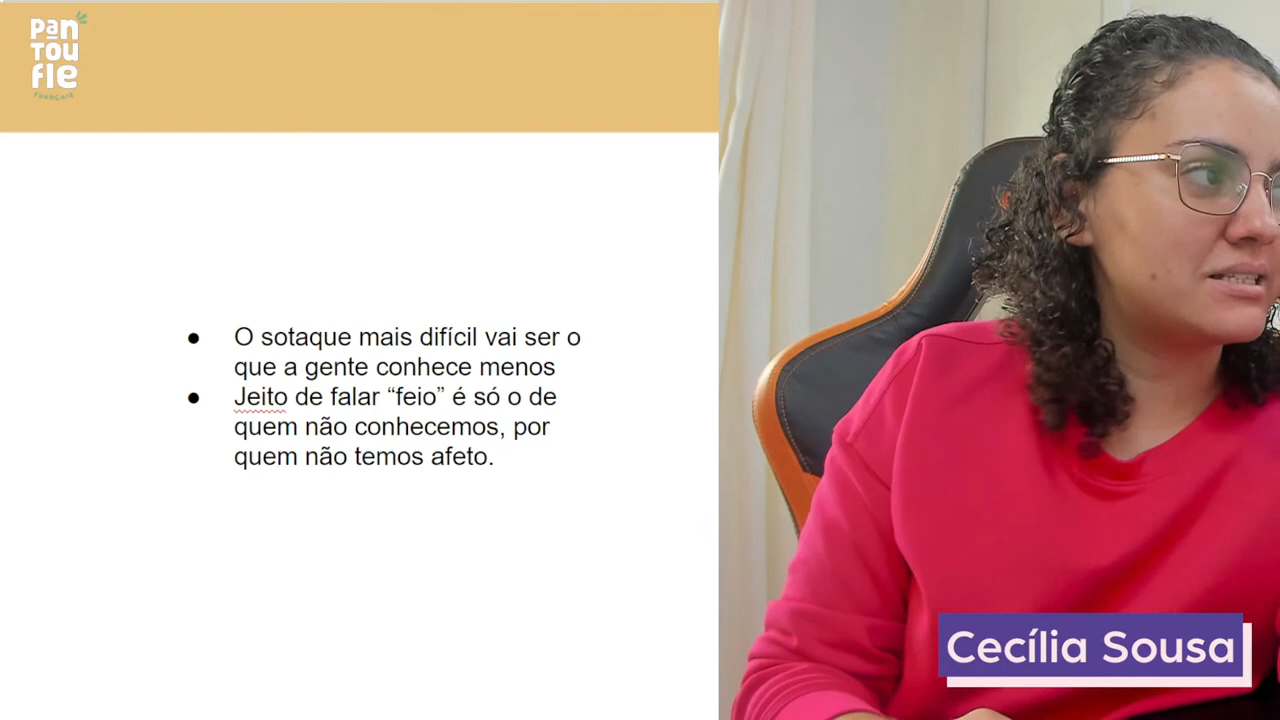 pan
TOU
fle
FRANÇAIS
● O sotaque mais difícil vai ser o
que a gente conhece menos
● Jeito de falar “feio” é só o de
quem não conhecemos, por
quem não temos afeto.
Cecília Sousa